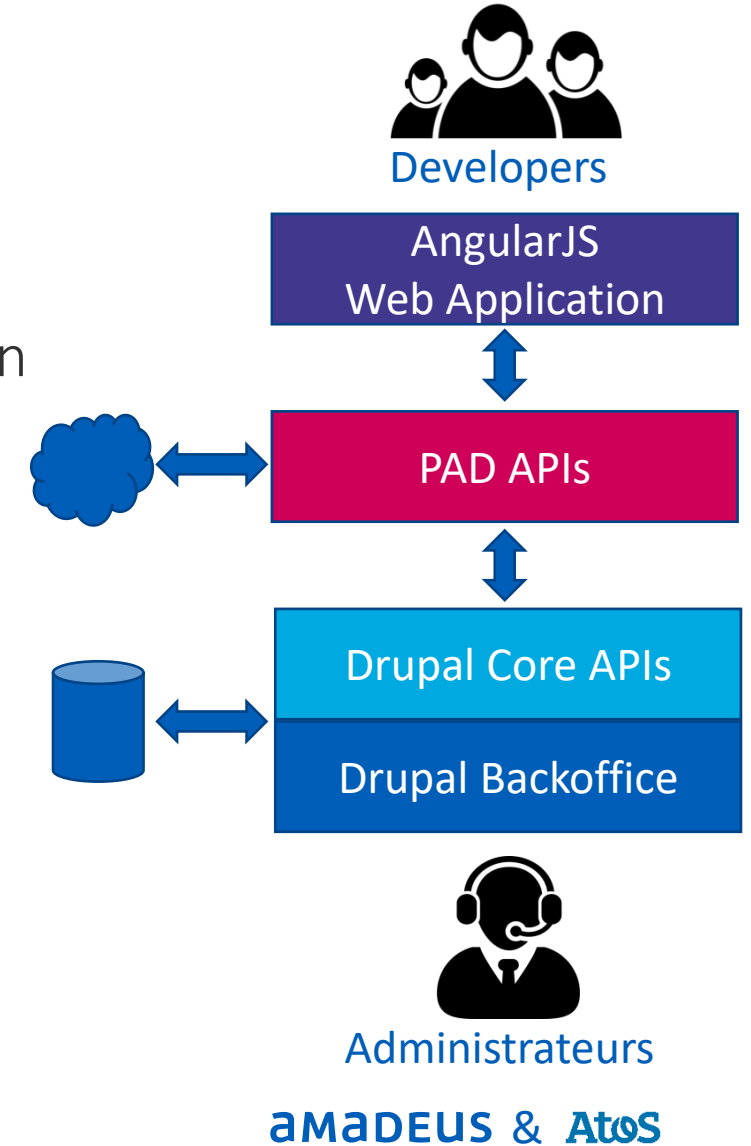 Developers
AngularJS
Web Application
n
PAD APIs
Drupal Core APIs
Drupal Backoffice
Administrateurs
aMaDEUS & AtoS